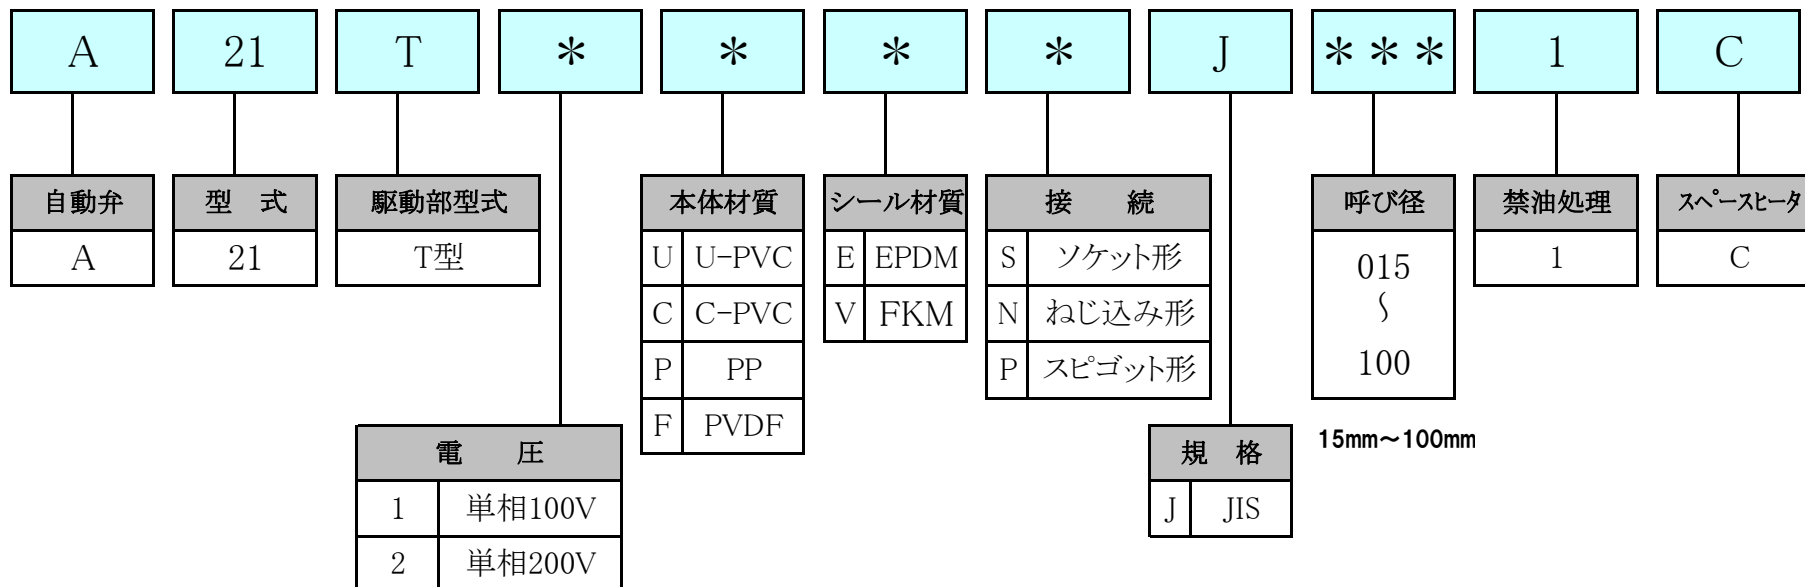 A 21 T * * * * J *** 1 C
自動弁 型 式 駆動部型式 本体材質 シール材質 接 続 呼び径 禁油処理 スペースヒータ
A 21 T型 U U-PVC E EPDM S ソケット形 015 1 C
C C-PVC V FKM N ねじ込み形 ~
P PP P スピゴット形 100
F PVDF
電 圧 規 格 15mm~100mm
1 単相100V J JIS
2 単相200V